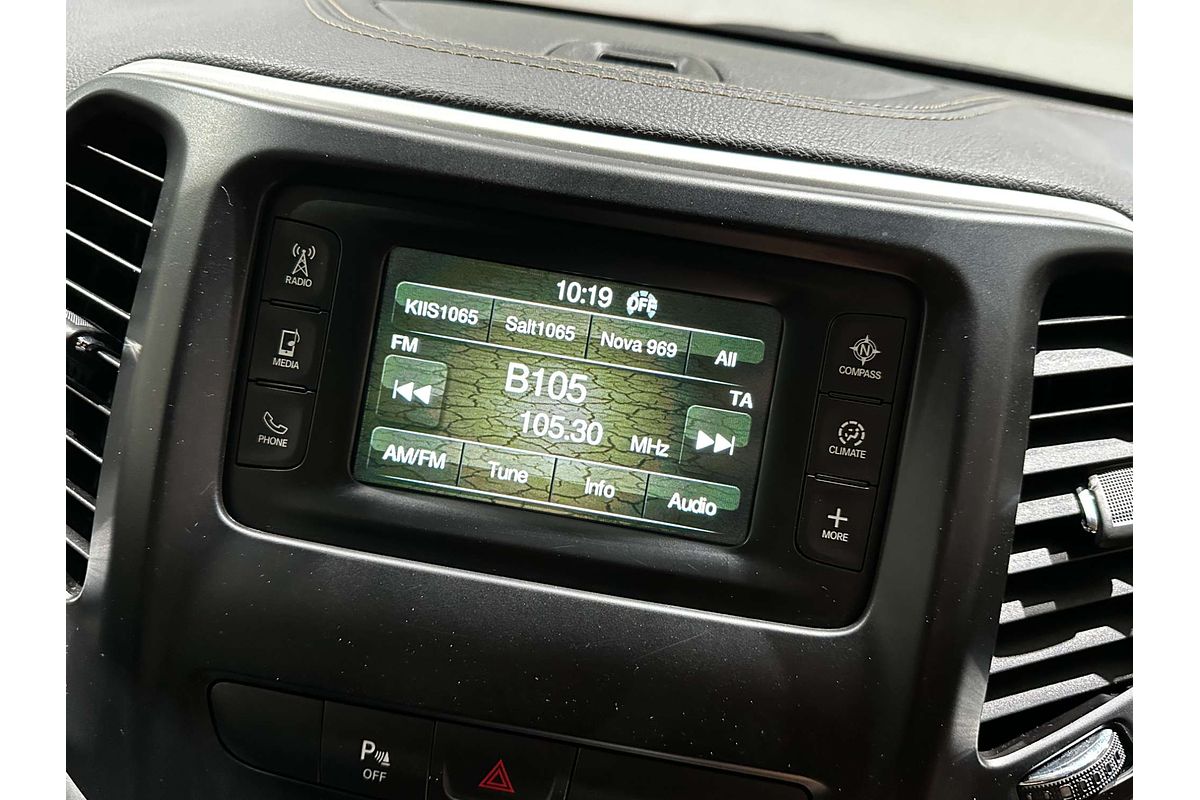 10:19 OFF
KIIS1065 Salt1065 Nova 969 All
FM
B105
TA
105.30 MHz
AM/FM Tune Info Audio
RADIO
MEDIA
PHONE
N
COMPASS
CLIMATE
MORE
P
OFF